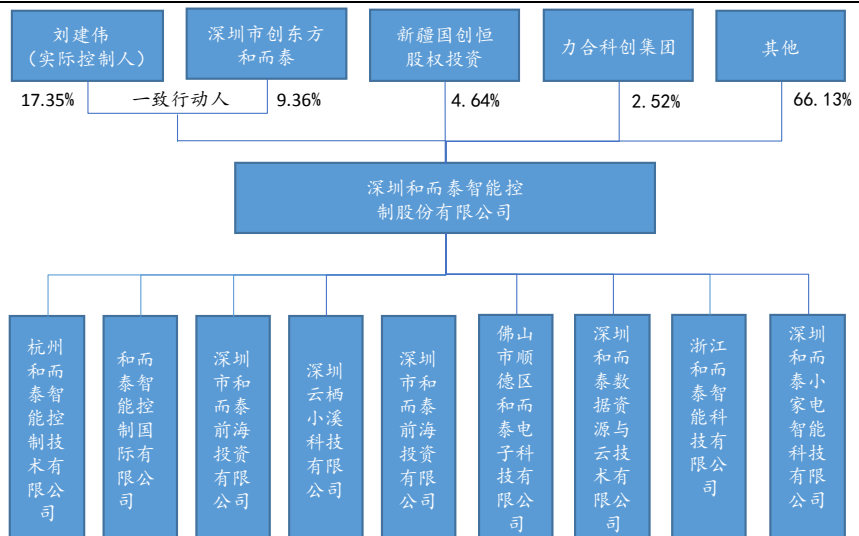 刘建伟
（实际控制人）
深圳市创东方
和而泰
新疆国创恒
股权投资
力合科创集团
其他
17.35%
一致行动人
9.36%
4.64%
2.52%
66.13%
深圳和而泰智能控
制股份有限公司
杭州
和而
泰智
能控
制技
术有
限公
司
和而
泰智
能控
制国
际有
限公
司
深圳
市和
而泰
前海
投资
有限
公司
深圳
云栖
小溪
科技
有限
公司
深圳
市和
而泰
前海
投资
有限
公司
佛山
市顺
德区
和而
泰电
子科
技有
限公
司
深圳
和而
泰数
据资
源与
云技
术有
限公
司
浙江
和而
泰智
能科
技有
限公
司
深圳
和而
泰小
家电
智能
科技
有限
公司